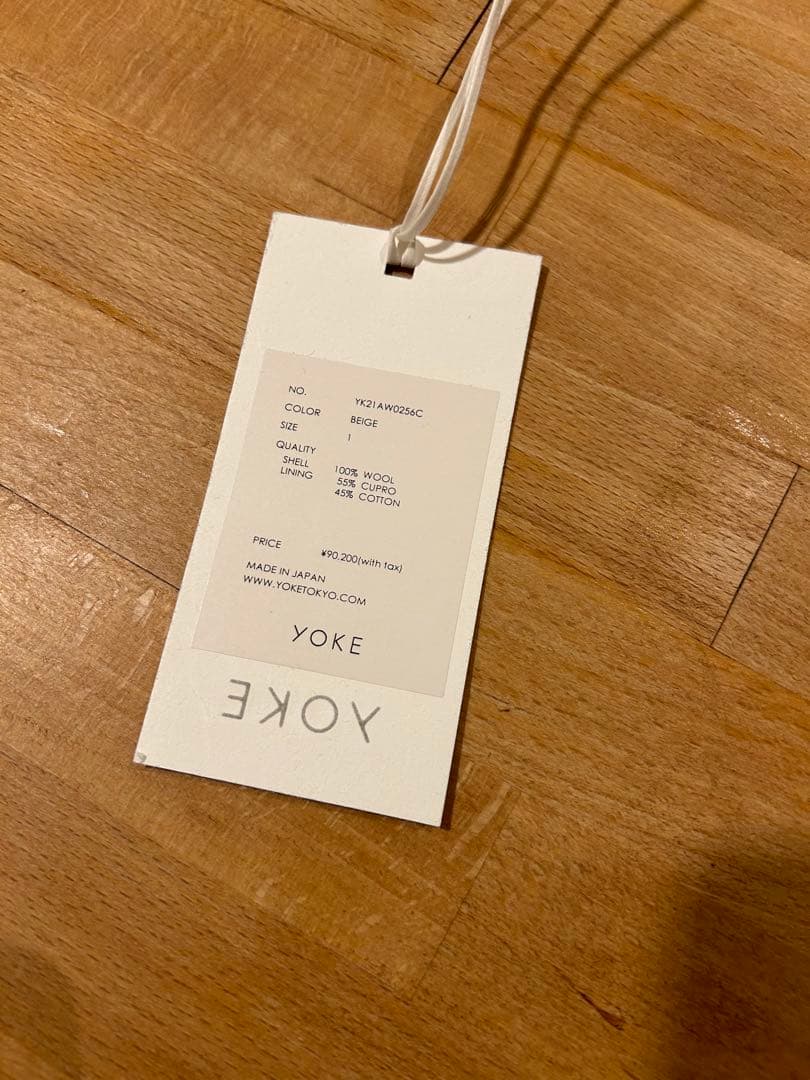 NO. YK21AW0256C
COLOR BEIGE
SIZE 1
QUALITY
SHELL 100% WOOL
LINING 55% CUPRO
45% COTTON
PRICE ¥90,200(with tax)
MADE IN JAPAN
WWW.YOKETOKYO.COM
YOKE
YOKE